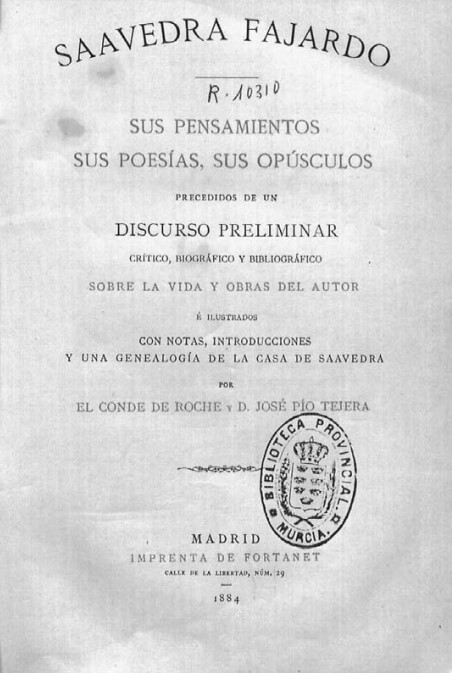 SAAVEDRA FAJARDO
R. 10310
SUS PENSAMIENTOS
SUS POESÍAS, SUS OPÚSCULOS
PRECEDIDOS DE UN
DISCURSO PRELIMINAR
CRÍTICO, BIOGRÁFICO Y BIBLIOGRÁFICO
SOBRE LA VIDA Y OBRAS DEL AUTOR
É ILUSTRADOS
CON NOTAS, INTRODUCCIONES
Y UNA GENEALOGÍA DE LA CASA DE SAAVEDRA
POR
EL CONDE DE ROCHE Y D. JOSÉ PÍO TEJERA
BIBLIOTECA PROVINCIAL.
MURCIA.
MADRID
IMPRENTA DE FORTANET
CALLE DE LA LIBERTAD, NÚM. 29
1884